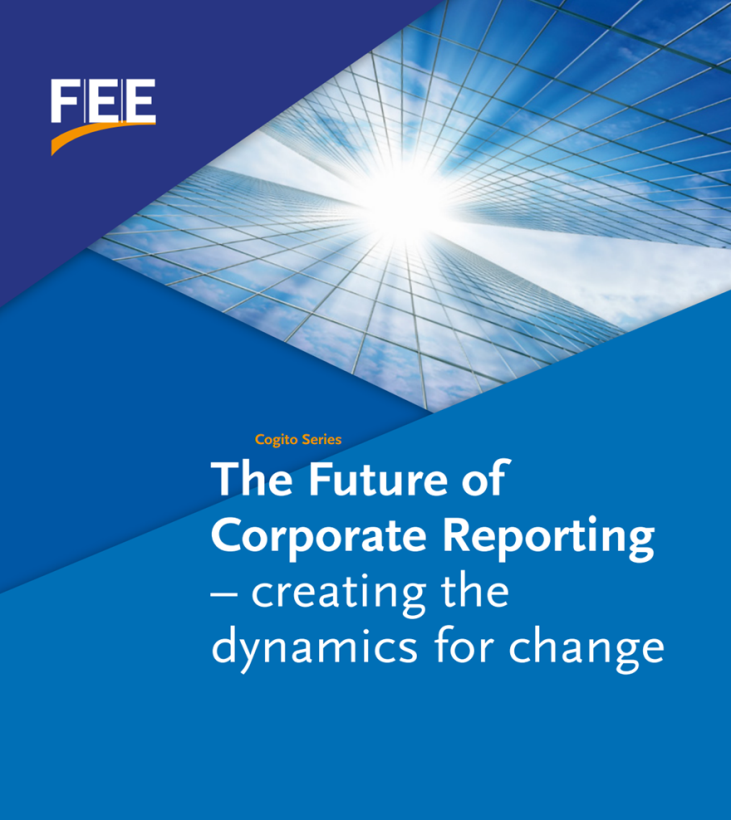 FEE
Cogito Series
The Future of
Corporate Reporting
– creating the
dynamics for change